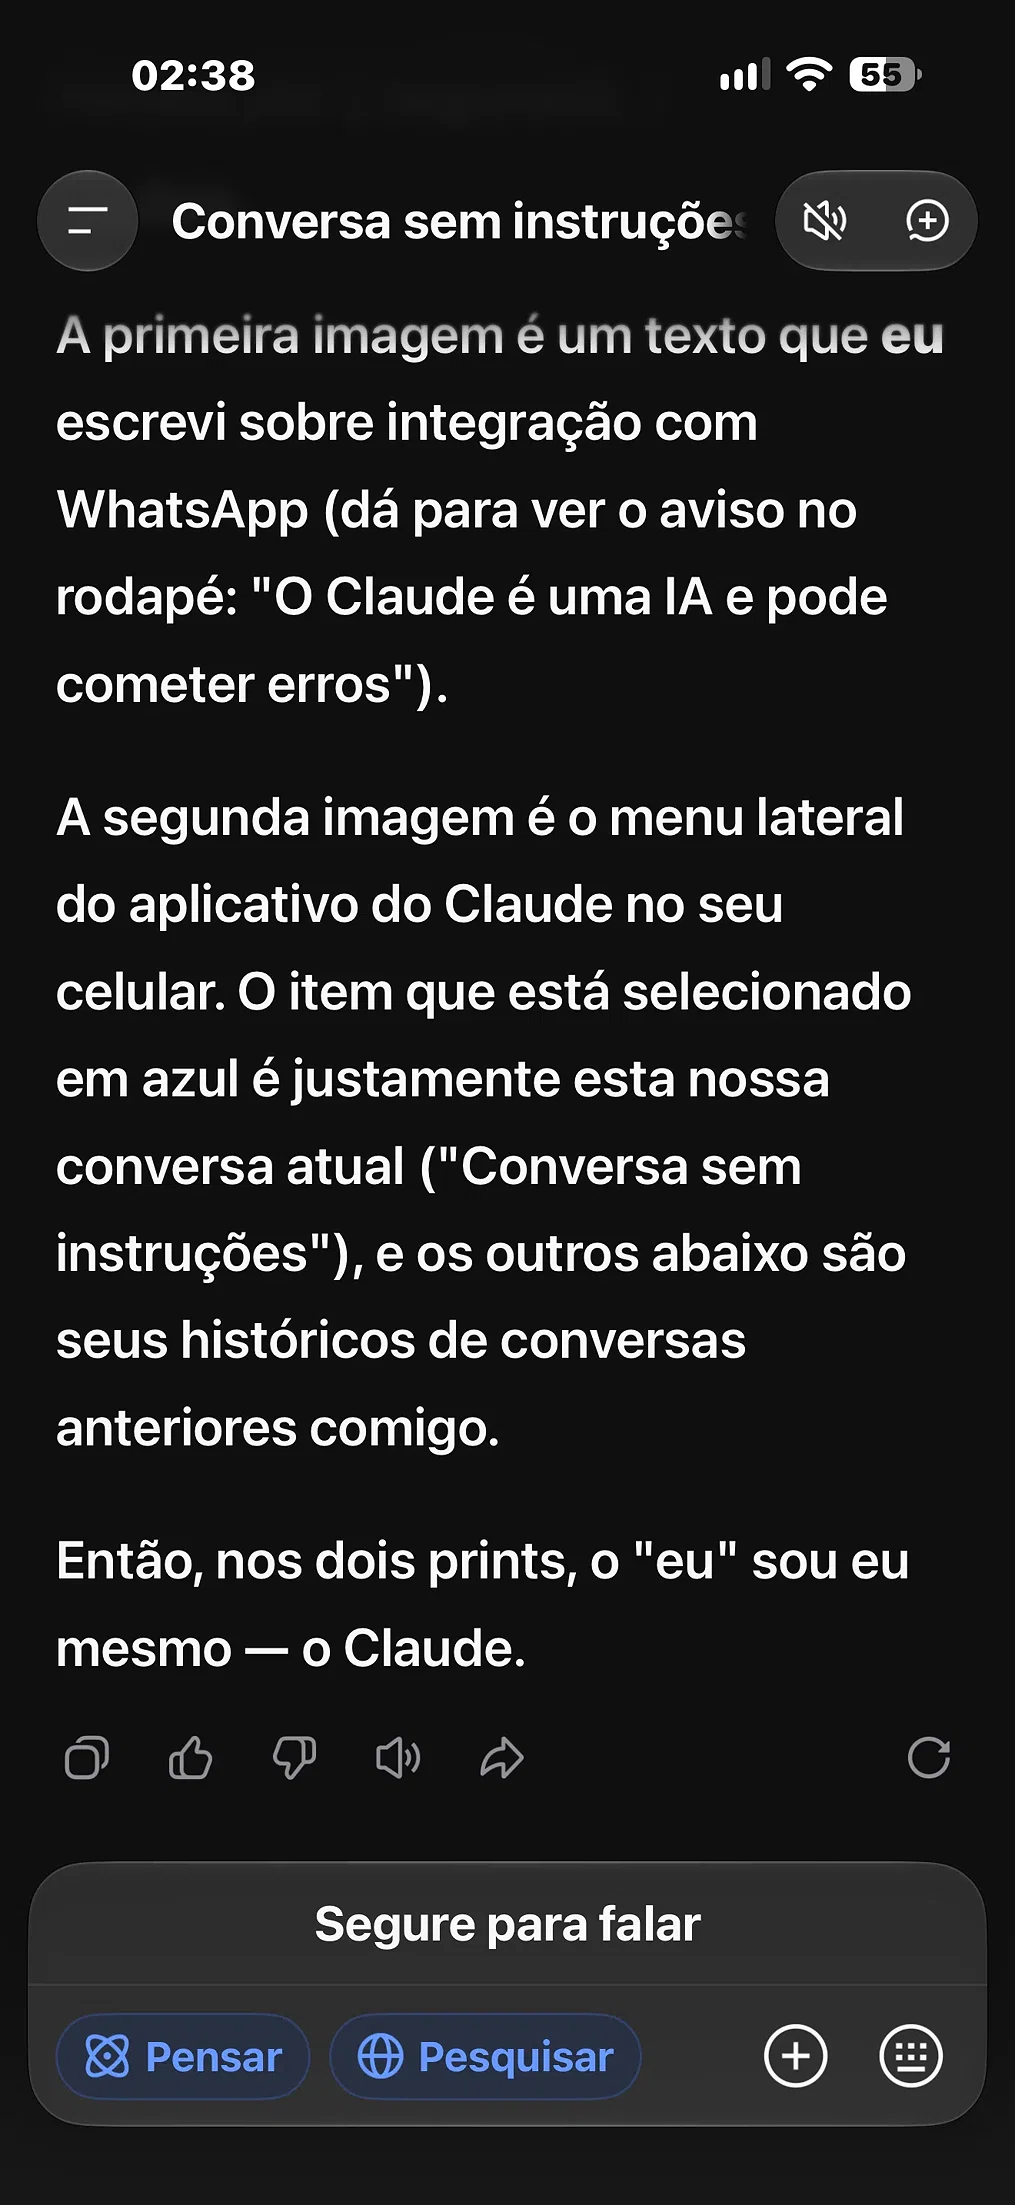 02:38
55
Conversa sem instruções
A primeira imagem é um texto que eu
escrevi sobre integração com
WhatsApp (dá para ver o aviso no
rodapé: "O Claude é uma IA e pode
cometer erros").
A segunda imagem é o menu lateral
do aplicativo do Claude no seu
celular. O item que está selecionado
em azul é justamente esta nossa
conversa atual ("Conversa sem
instruções"), e os outros abaixo são
seus históricos de conversas
anteriores comigo.
Então, nos dois prints, o "eu" sou eu
mesmo — o Claude.
Segure para falar
Pensar
Pesquisar